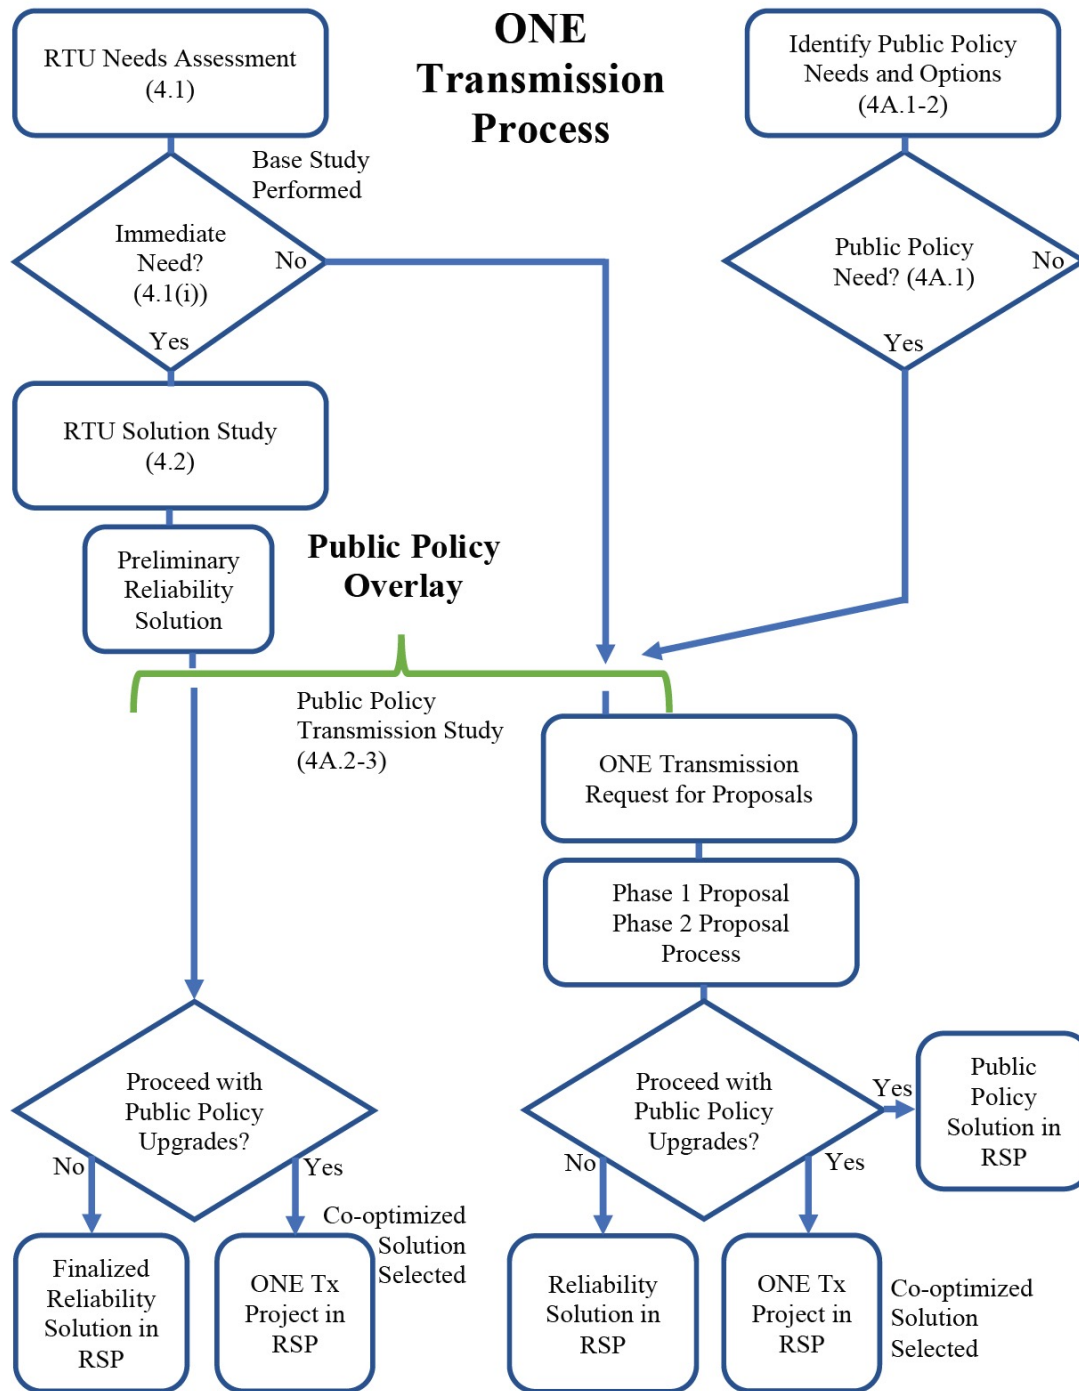 ONE
Transmission
Process
RTU Needs Assessment
(4.1)
Identify Public Policy
Needs and Options
(4A.1-2)
Base Study
Performed
Immediate
Need?
(4.1(i))
No
Yes
Public Policy
Need? (4A.1)
No
Yes
RTU Solution Study
(4.2)
Preliminary
Reliability
Solution
Public Policy
Overlay
Public Policy
Transmission Study
(4A.2-3)
ONE Transmission
Request for Proposals
Phase 1 Proposal
Phase 2 Proposal
Process
Proceed with
Public Policy
Upgrades?
No
Yes
Co-optimized
Solution
Selected
Finalized
Reliability
Solution in
RSP
ONE Tx
Project in
RSP
Proceed with
Public Policy
Upgrades?
Yes
Public
Policy
Solution in
RSP
No
Yes
Reliability
Solution in
RSP
ONE Tx
Project in
RSP
Co-optimized
Solution
Selected